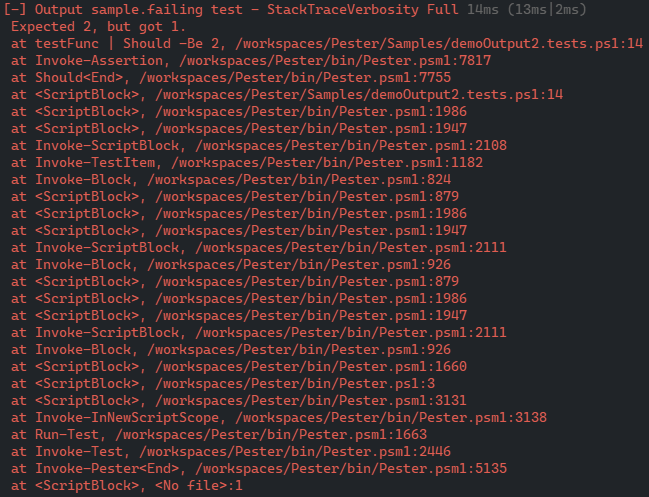 [-] Output sample.failing test - StackTraceVerbosity Full 14ms (13ms|2ms)
Expected 2, but got 1.
at testFunc | Should -Be 2, /workspaces/Pester/Samples/demoOutput2.tests.ps1:14
at Invoke-Assertion, /workspaces/Pester/bin/Pester.psm1:7817
at Should<End>, /workspaces/Pester/bin/Pester.psm1:7755
at <ScriptBlock>, /workspaces/Pester/Samples/demoOutput2.tests.ps1:14
at <ScriptBlock>, /workspaces/Pester/bin/Pester.psm1:1986
at <ScriptBlock>, /workspaces/Pester/bin/Pester.psm1:1947
at Invoke-ScriptBlock, /workspaces/Pester/bin/Pester.psm1:2108
at Invoke-TestItem, /workspaces/Pester/bin/Pester.psm1:1182
at Invoke-Block, /workspaces/Pester/bin/Pester.psm1:824
at <ScriptBlock>, /workspaces/Pester/bin/Pester.psm1:879
at <ScriptBlock>, /workspaces/Pester/bin/Pester.psm1:1986
at <ScriptBlock>, /workspaces/Pester/bin/Pester.psm1:1947
at Invoke-ScriptBlock, /workspaces/Pester/bin/Pester.psm1:2111
at Invoke-Block, /workspaces/Pester/bin/Pester.psm1:926
at <ScriptBlock>, /workspaces/Pester/bin/Pester.psm1:879
at <ScriptBlock>, /workspaces/Pester/bin/Pester.psm1:1986
at <ScriptBlock>, /workspaces/Pester/bin/Pester.psm1:1947
at Invoke-ScriptBlock, /workspaces/Pester/bin/Pester.psm1:2111
at Invoke-Block, /workspaces/Pester/bin/Pester.psm1:926
at <ScriptBlock>, /workspaces/Pester/bin/Pester.psm1:1660
at <ScriptBlock>, /workspaces/Pester/bin/Pester.ps1:3
at <ScriptBlock>, /workspaces/Pester/bin/Pester.psm1:3131
at Invoke-InNewScriptScope, /workspaces/Pester/bin/Pester.psm1:3138
at Run-Test, /workspaces/Pester/bin/Pester.psm1:1663
at Invoke-Test, /workspaces/Pester/bin/Pester.psm1:2446
at Invoke-Pester<End>, /workspaces/Pester/bin/Pester.psm1:5135
at <ScriptBlock>, <No file>:1